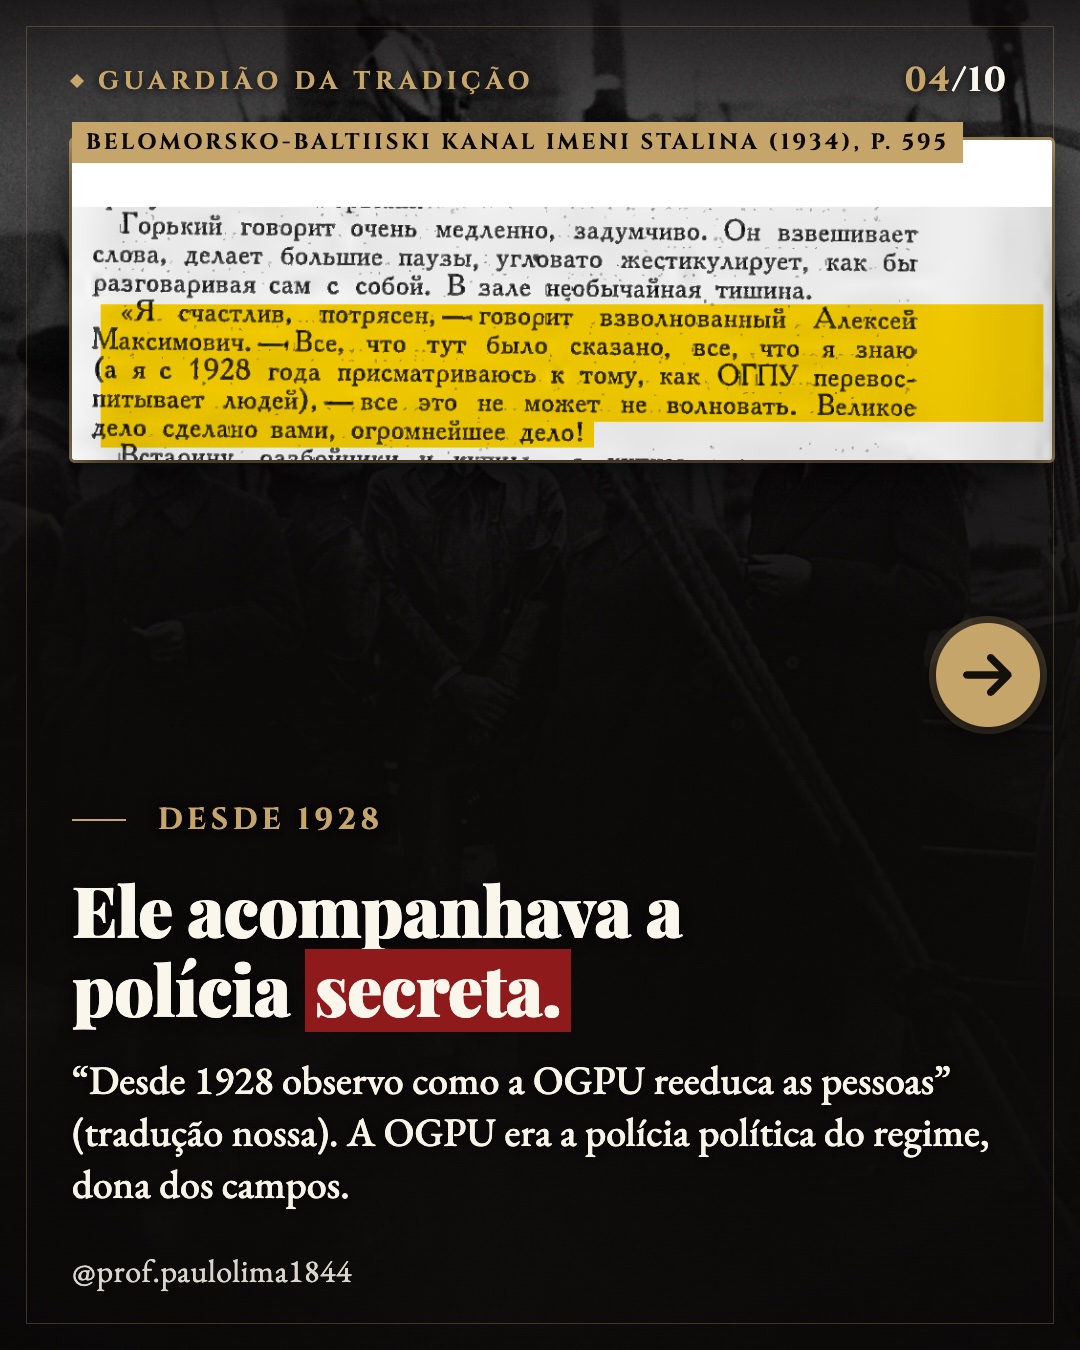 ◆ GUARDIÃO DA TRADIÇÃO
04/10
BELOMORSKO-BALTIISKI KANAL IMENI STALINA (1934), P. 595
Горький говорит очень медленно, задумчиво. Он взвешивает
слова, делает большие паузы, угловато жестикулирует, как бы
разговаривая сам с собой. В зале необычайная тишина.
«Я счастлив, потрясен, — говорит взволнованный Алексей
Максимович. — Все, что тут было сказано, все, что я знаю
(а я с 1928 года присматриваюсь к тому, как ОГПУ перевос-
питывает людей), — все это не может не волновать. Великое
дело сделано вами, огромнейшее дело!
DESDE 1928
Ele acompanhava a
polícia secreta.
“Desde 1928 observo como a OGPU reeduca as pessoas”
(tradução nossa). A OGPU era a polícia política do regime,
dona dos campos.
@prof.paulolima1844